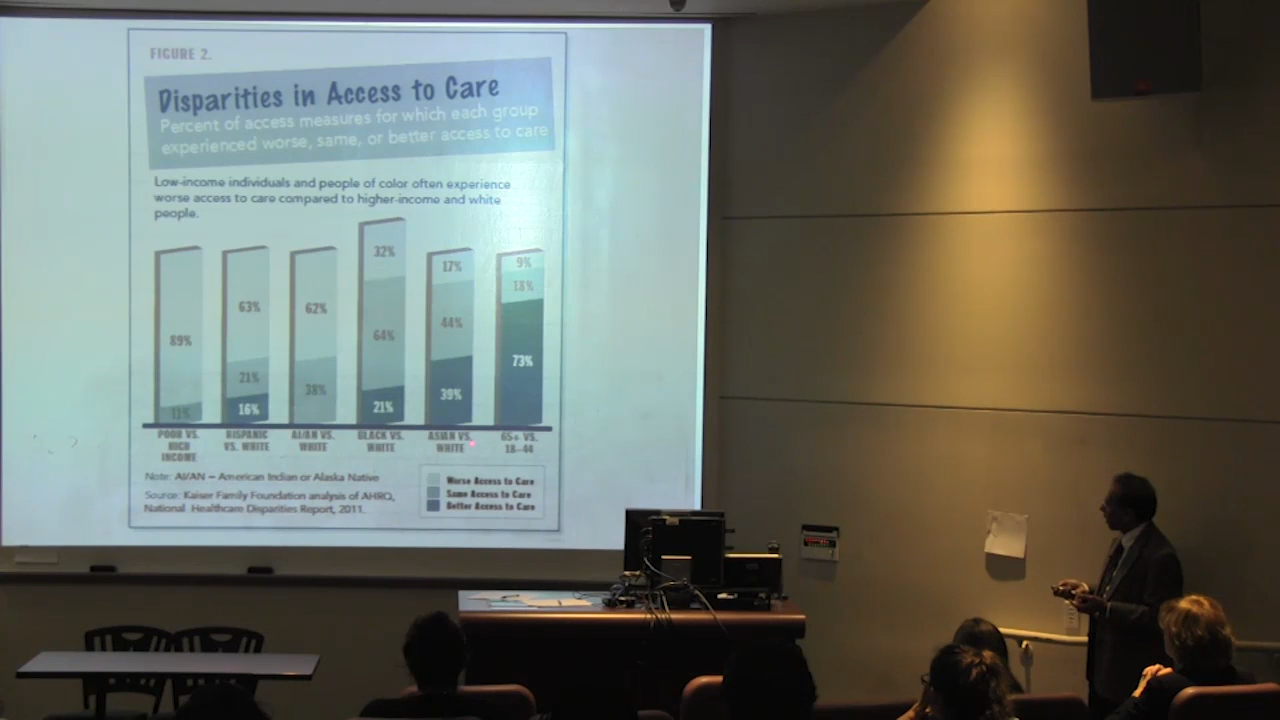 FIGURE 2.
Disparities in Access to Care
Percent of access measures for which each group
experienced worse, same, or better access to care
Low-income individuals and people of color often experience
worse access to care compared to higher-income and white
people.
89%
11%
63%
21%
16%
62%
38%
32%
64%
21%
17%
44%
39%
9%
18%
73%
POOR VS.
HIGH
INCOME
HISPANIC
VS. WHITE
AI/AN VS.
WHITE
BLACK VS.
WHITE
ASIAN VS.
WHITE
65+ VS.
18–44
Note: AI/AN – American Indian or Alaska Native
Source: Kaiser Family Foundation analysis of AHRQ,
National Healthcare Disparities Report, 2011.
Worse Access to Care
Same Access to Care
Better Access to Care